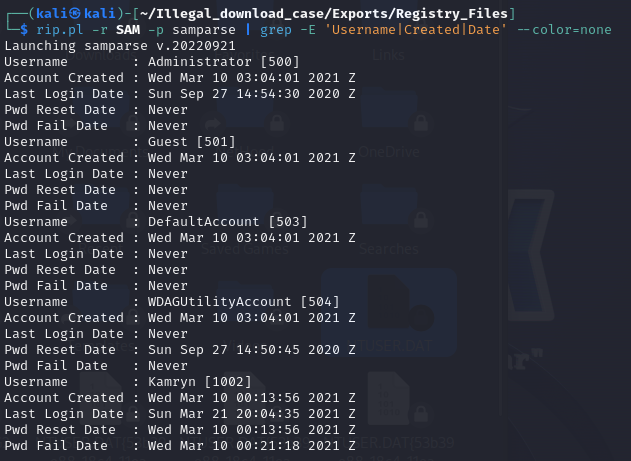 ┌──(kali㉿kali)-[~/Illegal_download_case/Exports/Registry_Files]
└─$ rip.pl -r SAM -p samparse | grep -E 'Username|Created|Date' --color=none
Launching samparse v.20220921
Username        : Administrator [500]
Account Created : Wed Mar 10 03:04:01 2021 Z
Last Login Date : Sun Sep 27 14:54:30 2020 Z
Pwd Reset Date  : Never
Pwd Fail Date   : Never
Username        : Guest [501]
Account Created : Wed Mar 10 03:04:01 2021 Z
Last Login Date : Never
Pwd Reset Date  : Never
Pwd Fail Date   : Never
Username        : DefaultAccount [503]
Account Created : Wed Mar 10 03:04:01 2021 Z
Last Login Date : Never
Pwd Reset Date  : Never
Pwd Fail Date   : Never
Username        : WDAGUtilityAccount [504]
Account Created : Wed Mar 10 03:04:01 2021 Z
Last Login Date : Never
Pwd Reset Date  : Sun Sep 27 14:50:45 2020 Z
Pwd Fail Date   : Never
Username        : Kamryn [1002]
Account Created : Wed Mar 10 00:13:56 2021 Z
Last Login Date : Sun Mar 21 20:04:35 2021 Z
Pwd Reset Date  : Wed Mar 10 00:13:56 2021 Z
Pwd Fail Date   : Wed Mar 10 00:21:18 2021 Z
Links
OneDrive
Saved Games
Searches